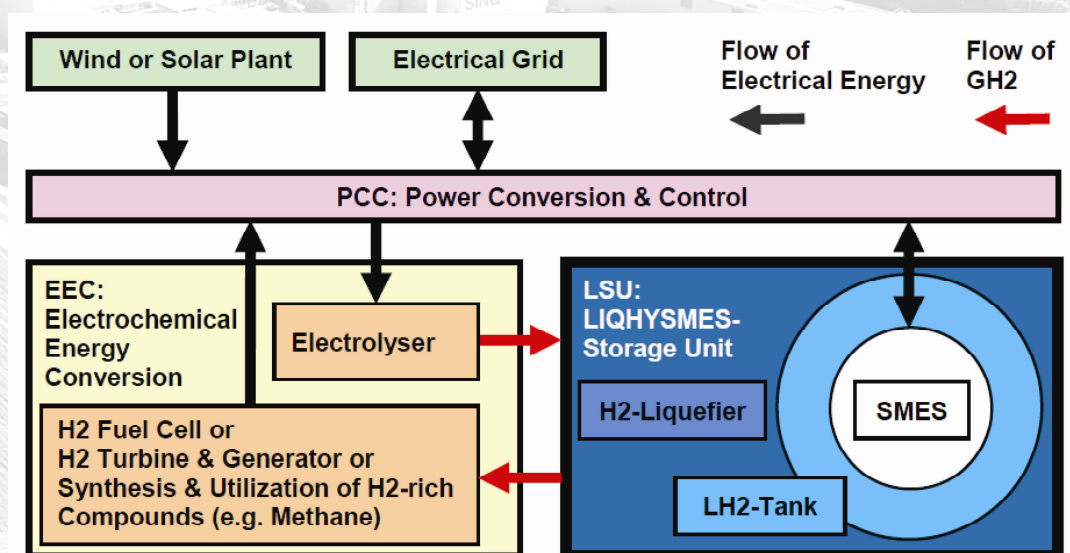 SINQ
Wind or Solar Plant
Electrical Grid
Flow of
Electrical Energy
Flow of
GH2
PCC: Power Conversion & Control
EEC:
Electrochemical
Energy
Conversion
Electrolyser
H2 Fuel Cell or
H2 Turbine & Generator or
Synthesis & Utilization of H2-rich
Compounds (e.g. Methane)
LSU:
LIQHYSMES-
Storage Unit
H2-Liquefier
SMES
LH2-Tank